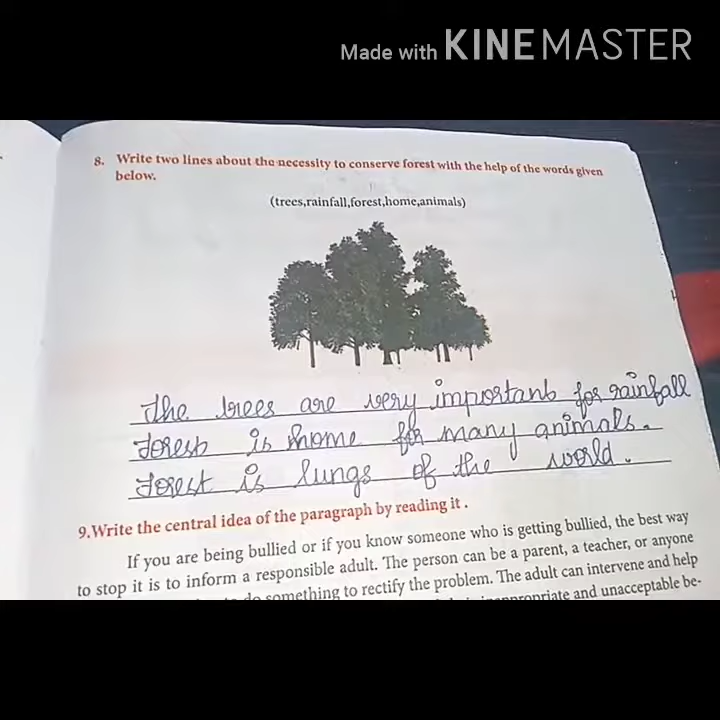 Made with KINEMASTER
8. Write two lines about the necessity to conserve forest with the help of the words given
below.
(trees,rainfall,forest,home,animals)
The trees are very important for rainfall
Forest is home for many animals.
Forest is lungs of the world.
9.Write the central idea of the paragraph by reading it .
If you are being bullied or if you know someone who is getting bullied, the best way
to stop it is to inform a responsible adult. The person can be a parent, a teacher, or anyone
do something to rectify the problem. The adult can intervene and help
and unacceptable be-